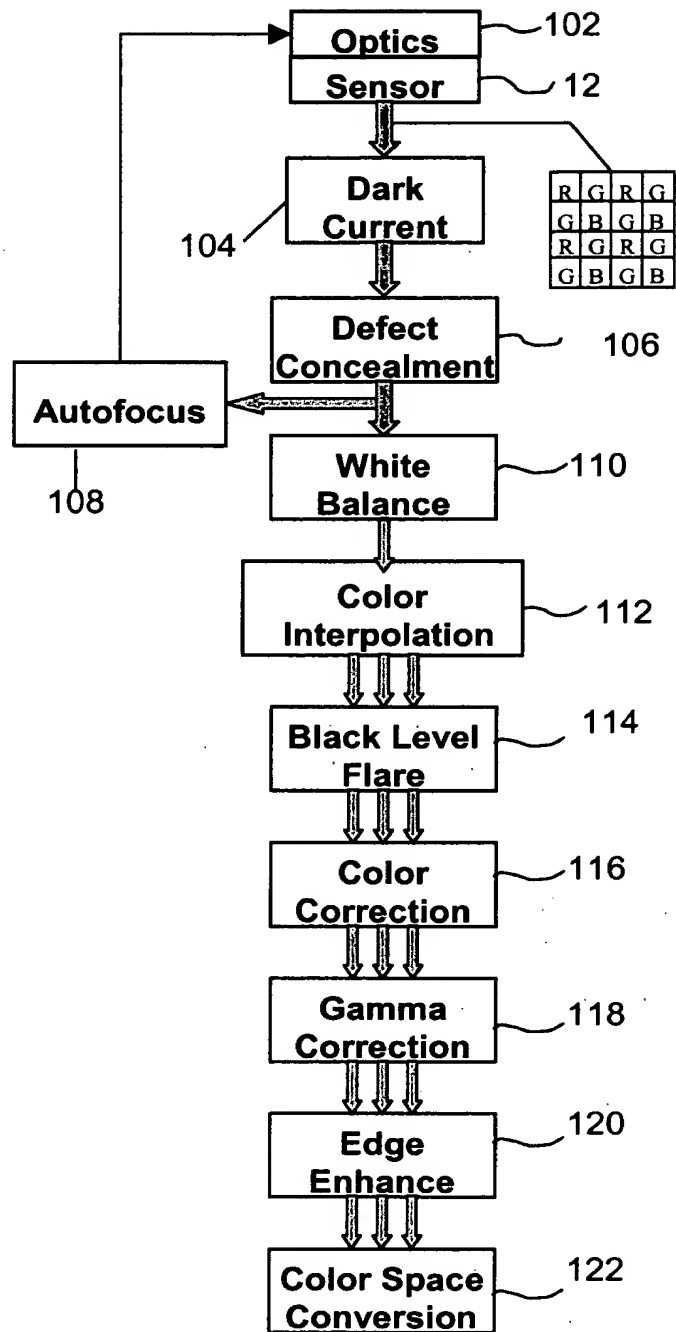 Optics
102
Sensor
12
Dark
Current
104
R G R G
G B G B
R G R G
G B G B
Defect
Concealment
106
Autofocus
108
White
Balance
110
Color
Interpolation
112
Black Level
Flare
114
Color
Correction
116
Gamma
Correction
118
Edge
Enhance
120
Color Space
Conversion
122